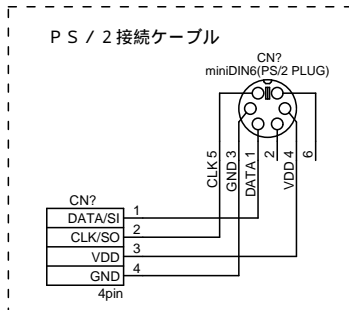 ＰＳ／２接続ケーブル
CN?
miniDIN6(PS/2 PLUG)
CLK 5
GND 3
DATA 1
2
VDD 4
6
CN?
DATA/SI 1
CLK/SO 2
VDD 3
GND 4
4pin